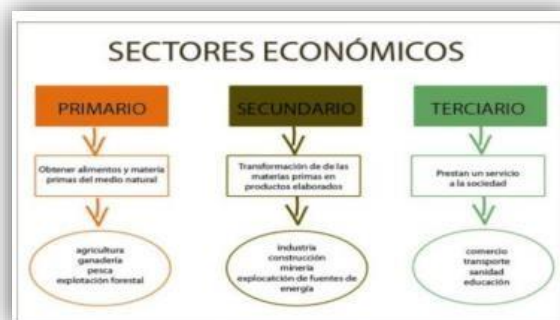 SECTORES ECONÓMICOS
PRIMARIO
SECUNDARIO
TERCIARIO
Obtener alimentos y materia
primas del medio natural
Transformación de de las
materias primas en
productos elaborados
Prestan un servicio
a la sociedad
agricultura
ganadería
pesca
explotación forestal
industria
construcción
minería
explocatción de fuentes de
energía
comercio
transporte
sanidad
educación